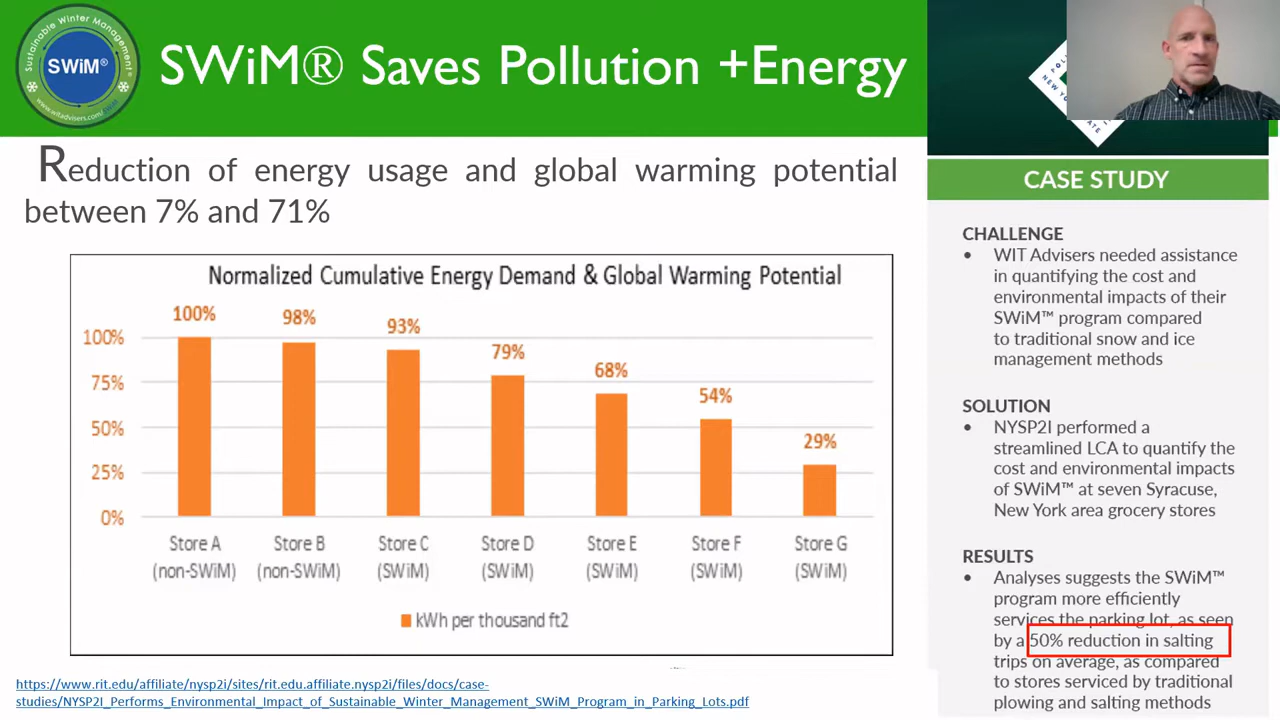 Sustainable Winter Management®
SWiM®
www.witadvisers.com/SWiM
SWiM® Saves Pollution +Energy
Reduction of energy usage and global warming potential
between 7% and 71%
Normalized Cumulative Energy Demand & Global Warming Potential
100%
98%
93%
79%
68%
54%
29%
100%
75%
50%
25%
0%
Store A
(non-SWiM)
Store B
(non-SWiM)
Store C
(SWiM)
Store D
(SWiM)
Store E
(SWiM)
Store F
(SWiM)
Store G
(SWiM)
kWh per thousand ft2
https://www.rit.edu/affiliate/nysp2i/sites/rit.edu.affiliate.nysp2i/files/docs/case-
studies/NYSP2I_Performs_Environmental_Impact_of_Sustainable_Winter_Management_SWiM_Program_in_Parking_Lots.pdf
CASE STUDY
CHALLENGE
• WIT Advisers needed assistance
in quantifying the cost and
environmental impacts of their
SWiM™ program compared
to traditional snow and ice
management methods
SOLUTION
• NYSP2I performed a
streamlined LCA to quantify the
cost and environmental impacts
of SWiM™ at seven Syracuse,
New York area grocery stores
RESULTS
• Analyses suggests the SWiM™
program more efficiently
services the parking lot, as seen
by a 50% reduction in salting
trips on average, as compared
to stores serviced by traditional
plowing and salting methods